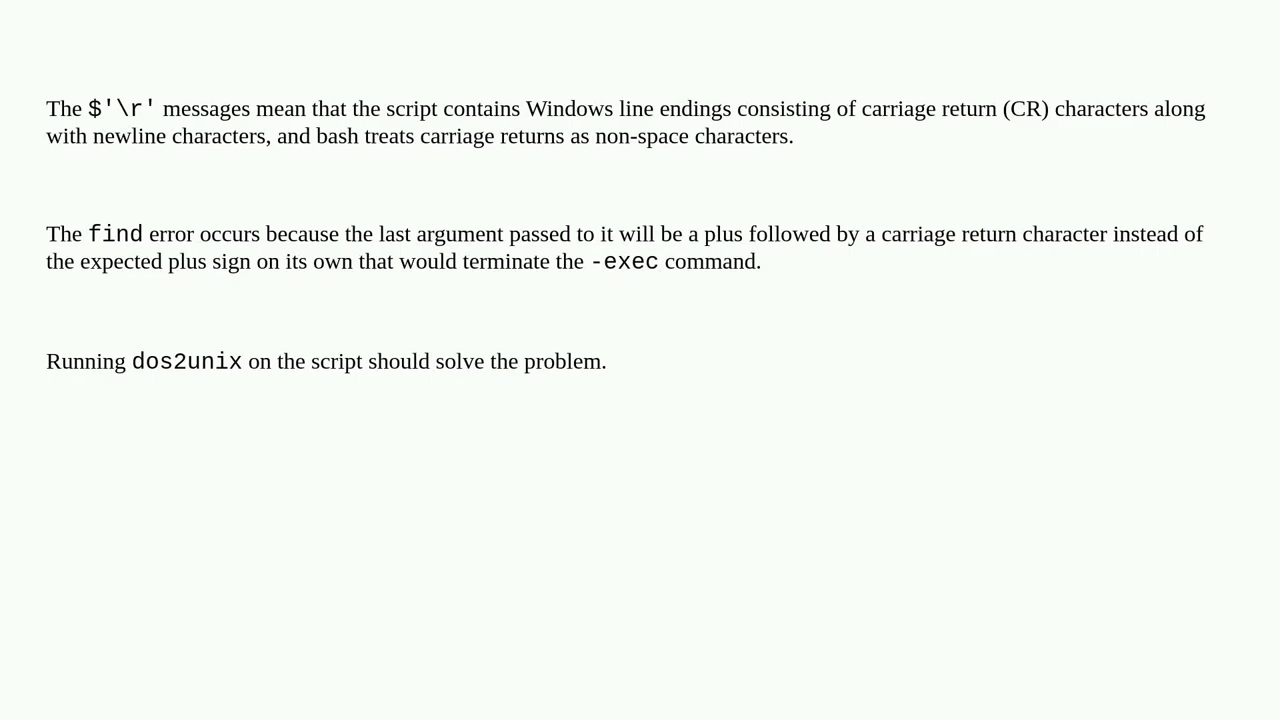 The $'\r' messages mean that the script contains Windows line endings consisting of carriage return (CR) characters along
with newline characters, and bash treats carriage returns as non-space characters.
The find error occurs because the last argument passed to it will be a plus followed by a carriage return character instead of
the expected plus sign on its own that would terminate the -exec command.
Running dos2unix on the script should solve the problem.